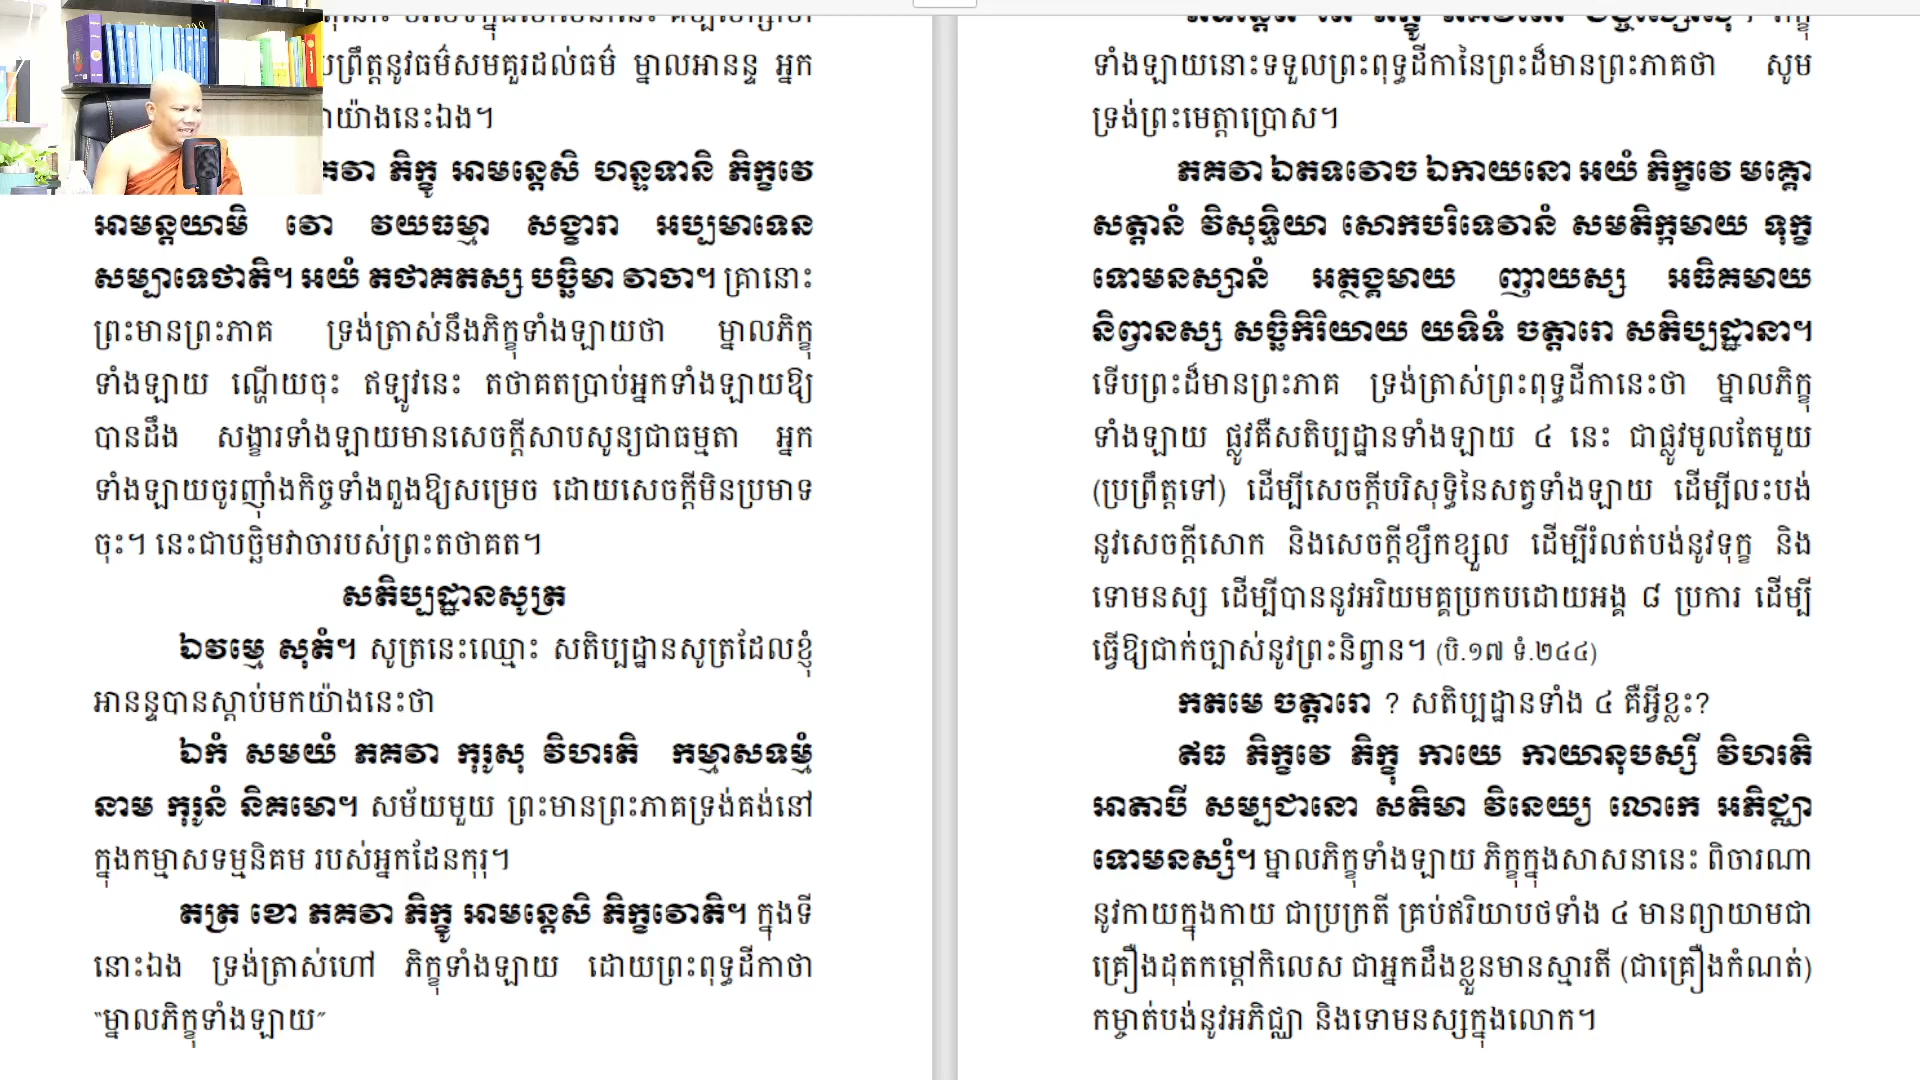 ប្រព្រឹត្តនូវធម៌សមគួរដល់ធម៌ ម្នាលអានន្ទ អ្នក
យ៉ាងនេះឯង។
ភិក្ខូ អាមន្តេសិ ហន្ទទានិ ភិក្ខវេ
អាមន្តយាមិ វោ វយធម្មា សង្ខារា អប្បមាទេន
សម្បាទេថាតិ។ អយំ តថាគតស្ស បច្ឆិមា វាចា។ គ្រានោះ
ព្រះមានព្រះភាគ ទ្រង់ត្រាស់នឹងភិក្ខុទាំងឡាយថា ម្នាលភិក្ខុ
ទាំងឡាយ ណ្ហើយចុះ ឥឡូវនេះ តថាគតប្រាប់អ្នកទាំងឡាយឱ្យ
បានដឹង សង្ខារទាំងឡាយមានសេចក្តីសាបសូន្យជាធម្មតា អ្នក
ទាំងឡាយចូរញ៉ាំងកិច្ចទាំងពួងឱ្យសម្រេច ដោយសេចក្តីមិនប្រមាទ
ចុះ។ នេះជាបច្ឆិមវាចារបស់ព្រះតថាគត។
សតិប្បដ្ឋានសូត្រ
ឯវម្មេ សុតំ។ សូត្រនេះឈ្មោះ សតិប្បដ្ឋានសូត្រដែលខ្ញុំ
អានន្ទបានស្តាប់មកយ៉ាងនេះថា
ឯកំ សមយំ ភគវា កុរូសុ វិហរតិ កម្មាសទម្មំ
នាម កុរូនំ និគមោ។ សម័យមួយ ព្រះមានព្រះភាគទ្រង់គង់នៅ
ក្នុងកម្មាសទម្មនិគម របស់អ្នកដែនកុរុ។
តត្រ ខោ ភគវា ភិក្ខូ អាមន្តេសិ ភិក្ខវោតិ។ ក្នុងទី
នោះឯង ទ្រង់ត្រាស់ហៅ ភិក្ខុទាំងឡាយ ដោយព្រះពុទ្ធដីកាថា
“ម្នាលភិក្ខុទាំងឡាយ”
ទាំងឡាយនោះទទួលព្រះពុទ្ធដីកានៃព្រះដ៏មានព្រះភាគថា សូម
ទ្រង់ព្រះមេត្តាប្រោស។
ភគវា ឯតទវោច ឯកាយនោ អយំ ភិក្ខវេ មគ្គោ
សត្តានំ វិសុទ្ធិយា សោកបរិទេវានំ សមតិក្កមាយ ទុក្ខ
ទោមនស្សានំ អត្ថង្គមាយ ញាយស្ស អធិគមាយ
និព្វានស្ស សច្ឆិកិរិយាយ យទិទំ ចត្តារោ សតិប្បដ្ឋានា។
ទើបព្រះដ៏មានព្រះភាគ ទ្រង់ត្រាស់ព្រះពុទ្ធដីកានេះថា ម្នាលភិក្ខុ
ទាំងឡាយ ផ្លូវគឺសតិប្បដ្ឋានទាំងឡាយ ៤ នេះ ជាផ្លូវមូលតែមួយ
(ប្រព្រឹត្តទៅ) ដើម្បីសេចក្តីបរិសុទ្ធិនៃសត្វទាំងឡាយ ដើម្បីលះបង់
នូវសេចក្តីសោក និងសេចក្តីខ្សឹកខ្សួល ដើម្បីរំលត់បង់នូវទុក្ខ និង
ទោមនស្ស ដើម្បីបាននូវអរិយមគ្គប្រកបដោយអង្គ ៨ ប្រការ ដើម្បី
ធ្វើឱ្យជាក់ច្បាស់នូវព្រះនិព្វាន។ (បិ.១៧ ទំ.២៤៤)
កតមេ ចត្តារោ ? សតិប្បដ្ឋានទាំង ៤ គឺអ្វីខ្លះ?
ឥធ ភិក្ខវេ ភិក្ខុ កាយេ កាយានុបស្សី វិហរតិ
អាតាបី សម្បជានោ សតិមា វិនេយ្យ លោកេ អភិជ្ឈា
ទោមនស្សំ។ ម្នាលភិក្ខុទាំងឡាយ ភិក្ខុក្នុងសាសនានេះ ពិចារណា
នូវកាយក្នុងកាយ ជាប្រក្រតី គ្រប់ឥរិយាបថទាំង ៤ មានព្យាយាមជា
គ្រឿងដុតកម្តៅកិលេស ជាអ្នកដឹងខ្លួនមានស្មារតី (ជាគ្រឿងកំណត់)
កម្ចាត់បង់នូវអភិជ្ឈា និងទោមនស្សក្នុងលោក។